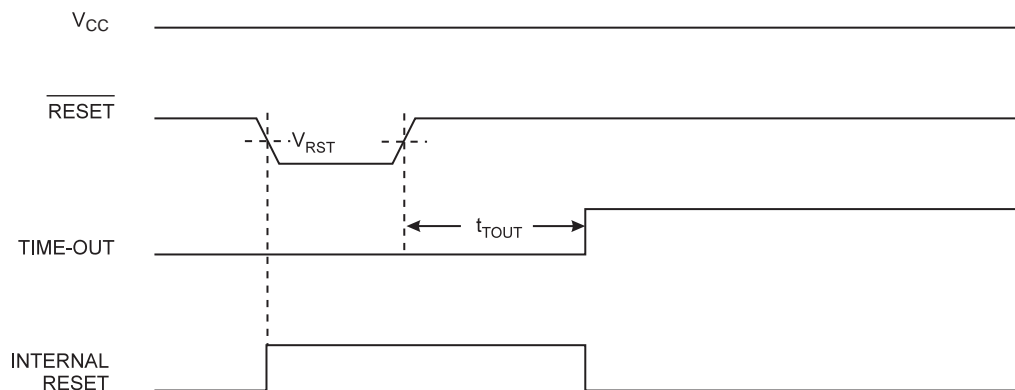 VCC
RESET
VRST
tTOUT
TIME-OUT
INTERNAL
RESET